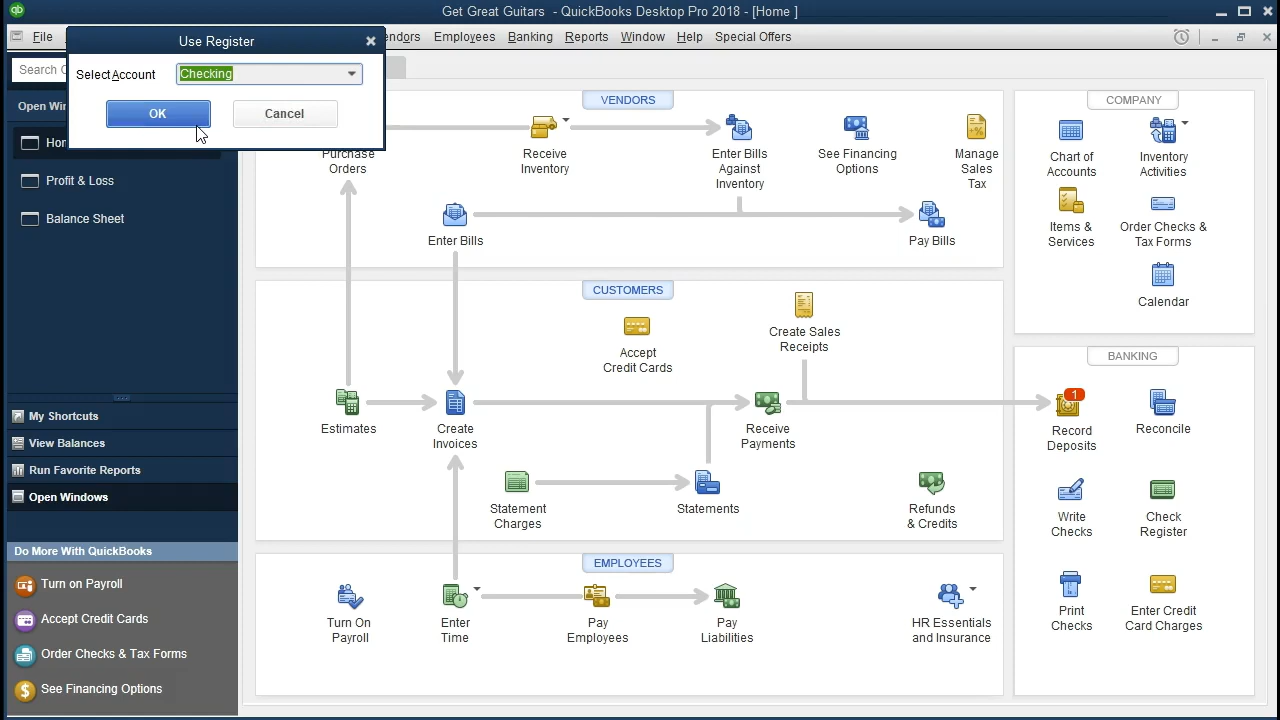 qb
Get Great Guitars - QuickBooks Desktop Pro 2018 - [Home ]
File
ndors
Employees
Banking
Reports
Window
Help
Special Offers
Use Register
Select Account
Checking
OK
Cancel
Search C
Open Win
Hor
Profit & Loss
Balance Sheet
My Shortcuts
View Balances
Run Favorite Reports
Open Windows
Do More With QuickBooks
Turn on Payroll
Accept Credit Cards
Order Checks & Tax Forms
$
See Financing Options
VENDORS
Purchase
Orders
Receive
Inventory
Enter Bills
Against
Inventory
See Financing
Options
Manage
Sales
Tax
Enter Bills
Pay Bills
CUSTOMERS
Accept
Credit Cards
Create Sales
Receipts
Estimates
Create
Invoices
Receive
Payments
Statement
Charges
Statements
Refunds
& Credits
EMPLOYEES
Turn On
Payroll
Enter
Time
Pay
Employees
Pay
Liabilities
HR Essentials
and Insurance
COMPANY
Chart of
Accounts
Inventory
Activities
Items &
Services
Order Checks &
Tax Forms
Calendar
BANKING
1
Record
Deposits
Reconcile
Write
Checks
Check
Register
Print
Checks
Enter Credit
Card Charges